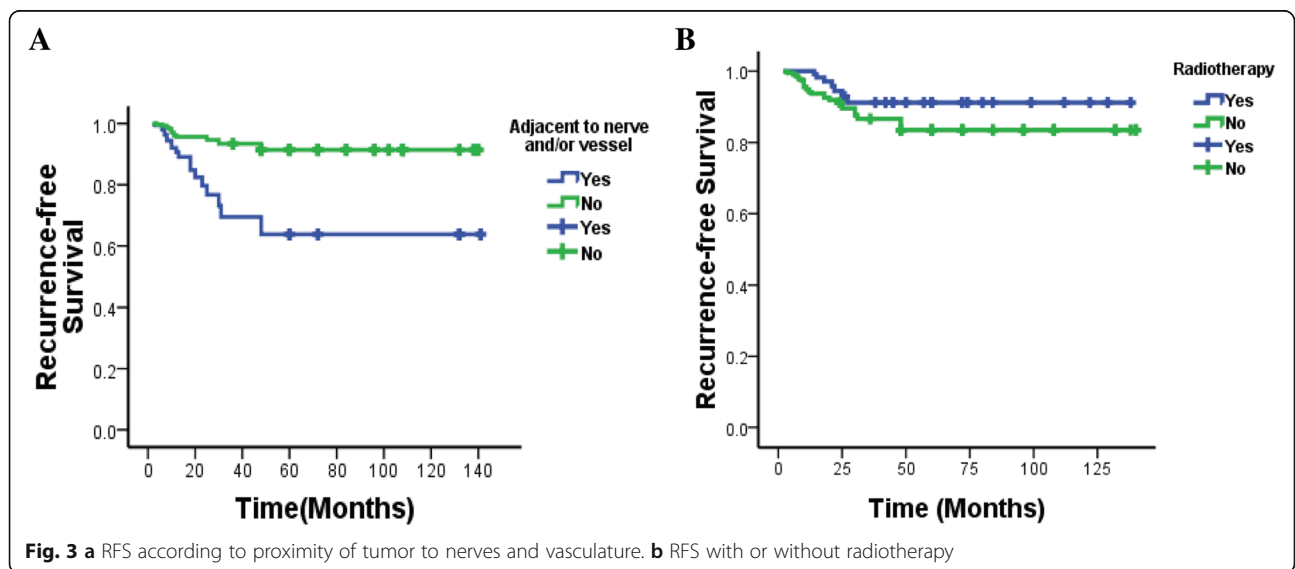 A
Recurrence-free
Survival
1.0
0.8
0.6
0.4
0.2
0.0
0 20 40 60 80 100 120 140
Time(Months)
Adjacent to nerve
and/or vessel
Yes
No
Yes
No
B
Recurrence-free Survival
1.0
0.8
0.6
0.4
0.2
0.0
0 25 50 75 100 125
Time (Months)
Radiotherapy
Yes
No
Yes
No
Fig. 3 a RFS according to proximity of tumor to nerves and vasculature. b RFS with or without radiotherapy